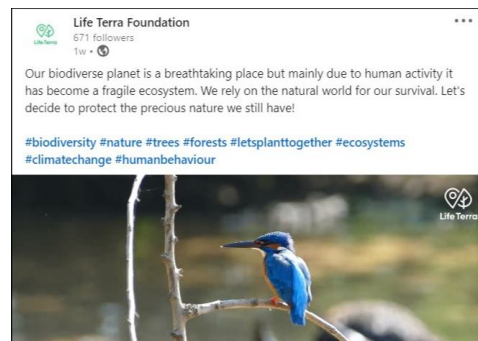 Life Terra Foundation
671 followers
Life Terra
1w •
Our biodiverse planet is a breathtaking place but mainly due to human activity it
has become a fragile ecosystem. We rely on the natural world for our survival. Let's
decide to protect the precious nature we still have!
#biodiversity #nature #trees #forests #letsplanttogether #ecosystems
#climatechange #humanbehaviour
Life Terra